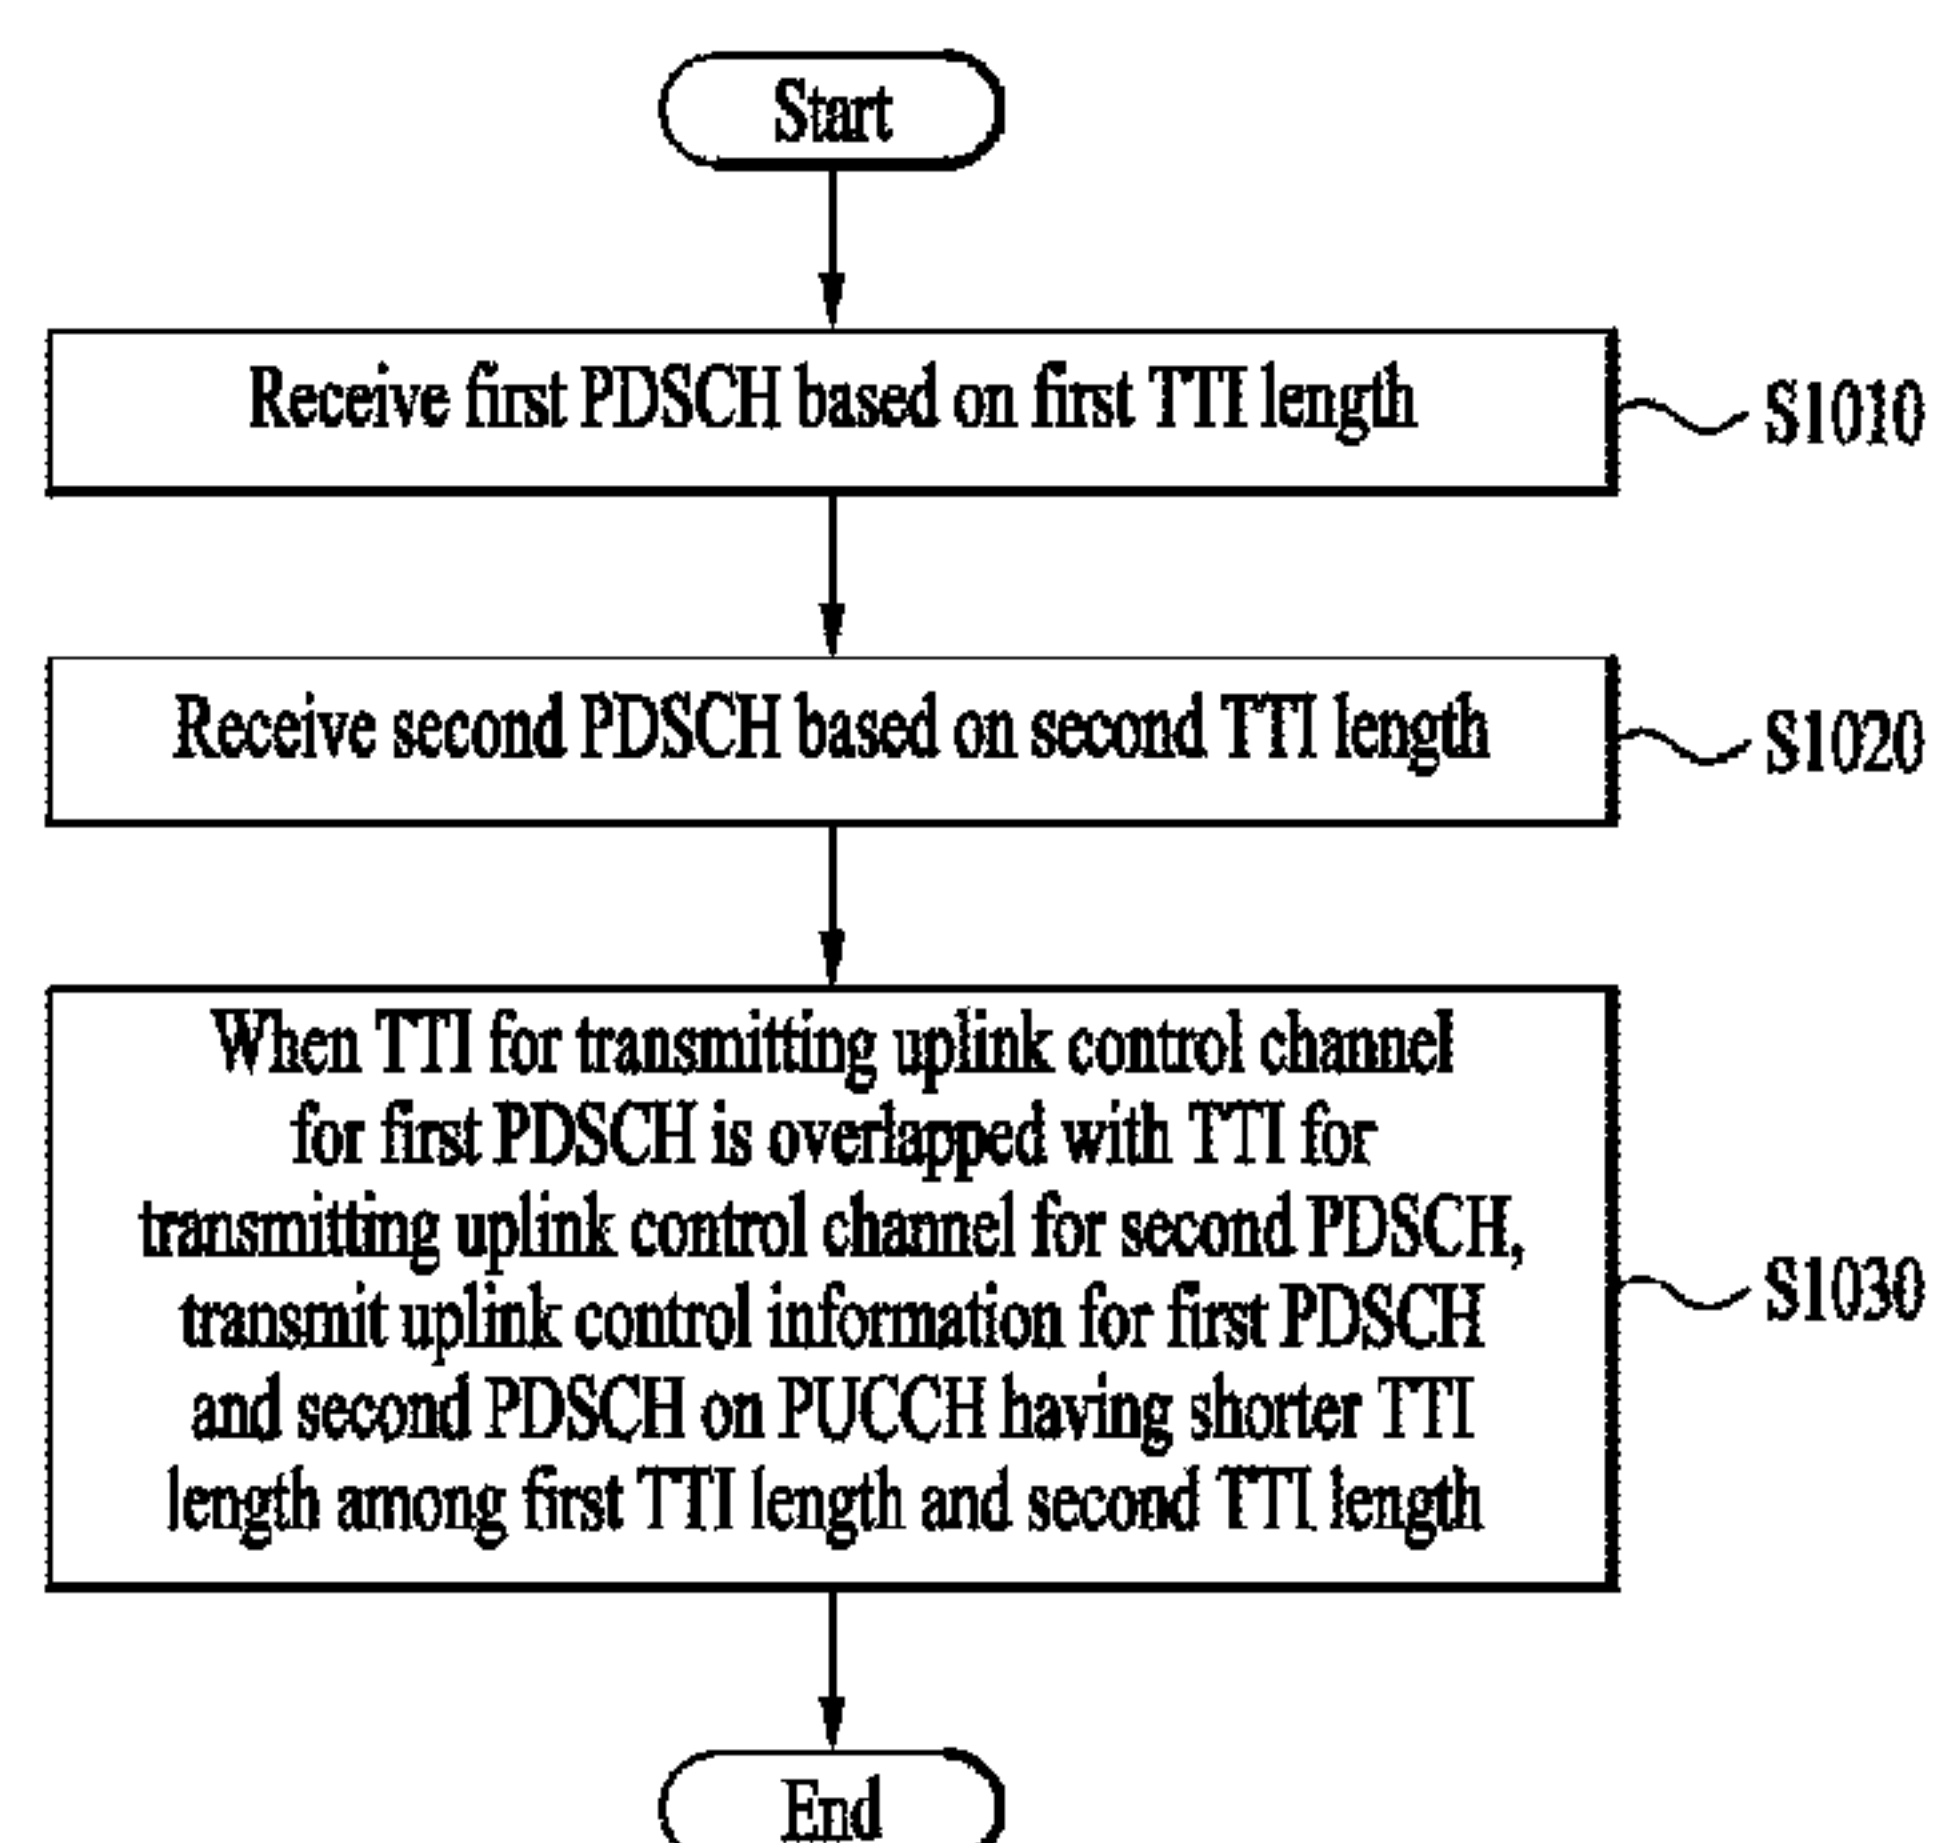 Start
Receive first PDSCH based on first TTI length
S1010
Receive second PDSCH based on second TTI length
S1020
When TTI for transmitting uplink control channel
for first PDSCH is overlapped with TTI for
transmitting uplink control channel for second PDSCH,
transmit uplink control information for first PDSCH
and second PDSCH on PUCCH having shorter TTI
length among first TTI length and second TTI length
S1030
End